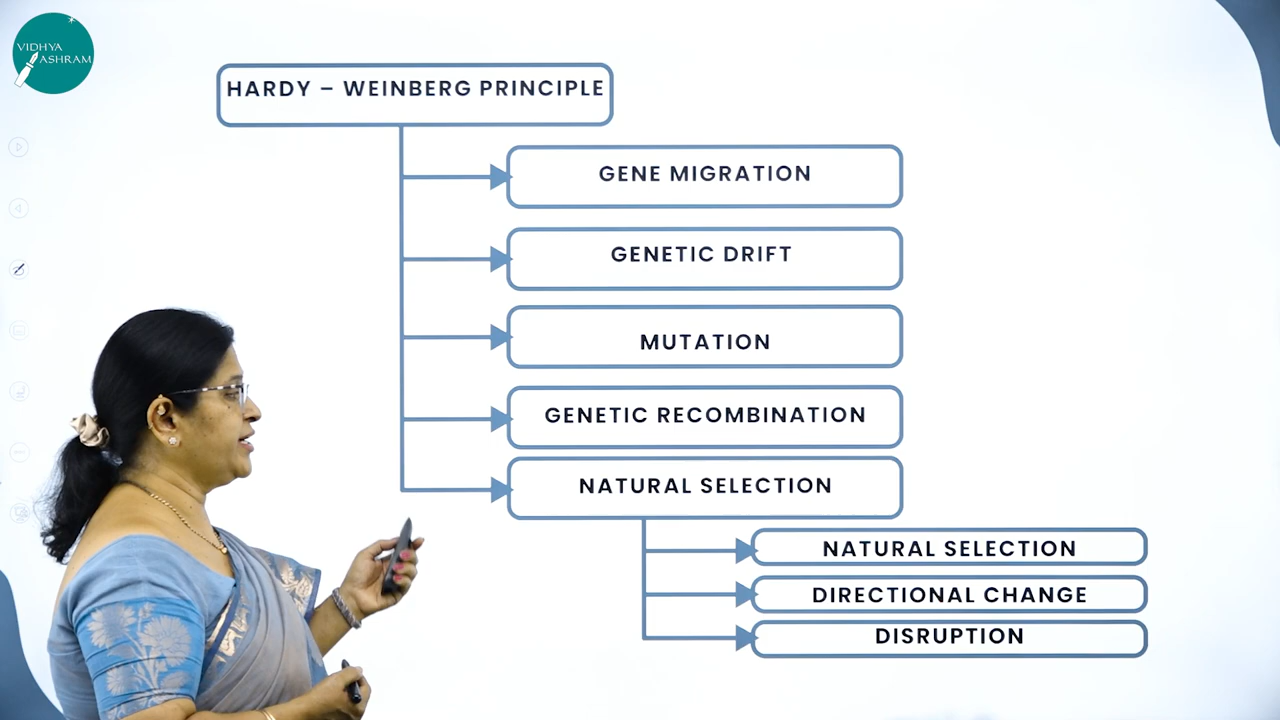 VIDHYA
ASHRAM
HARDY – WEINBERG PRINCIPLE
GENE MIGRATION
GENETIC DRIFT
MUTATION
GENETIC RECOMBINATION
NATURAL SELECTION
NATURAL SELECTION
DIRECTIONAL CHANGE
DISRUPTION